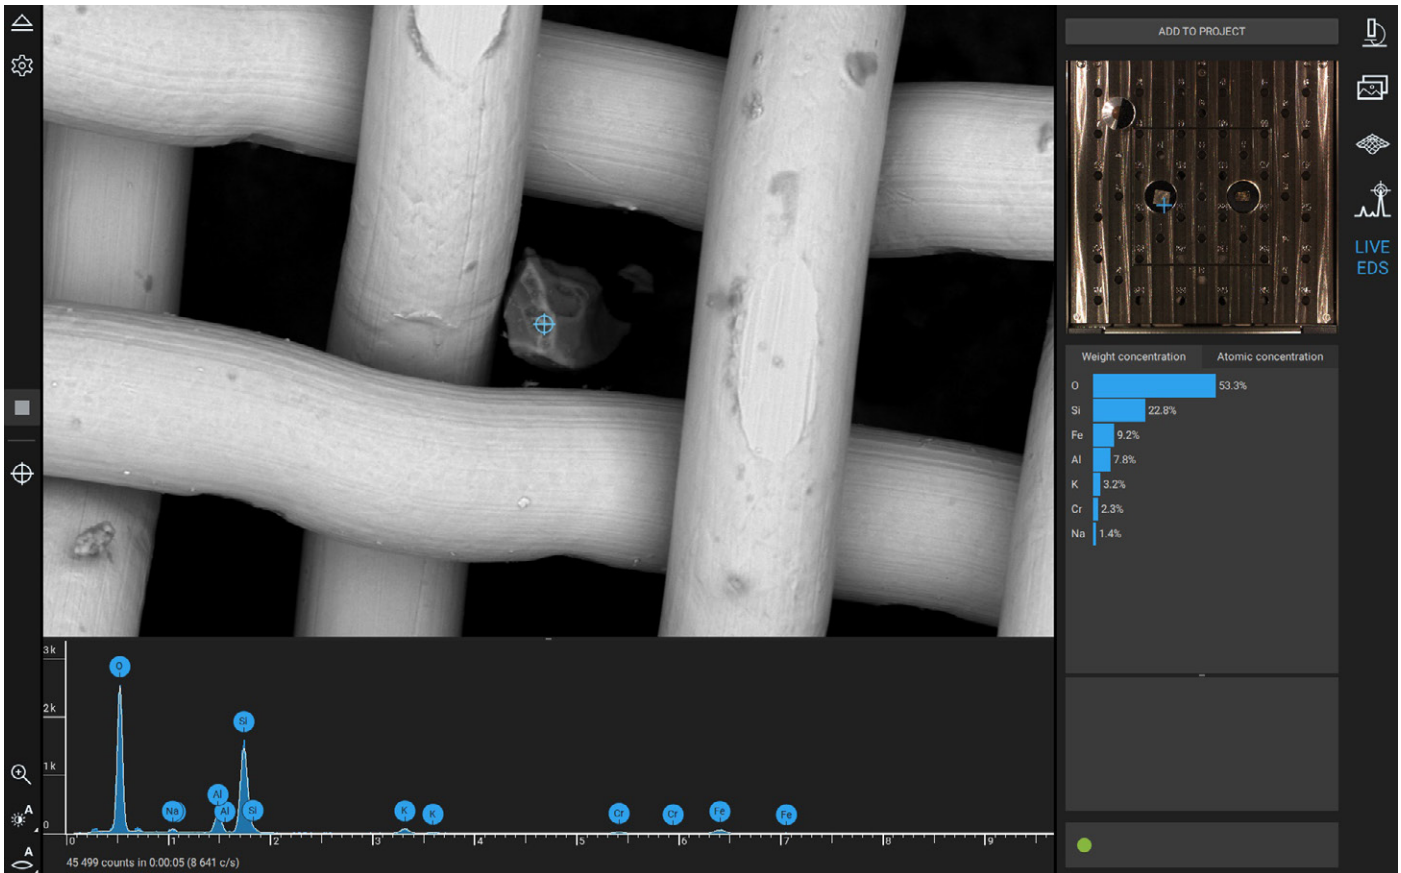 ADD TO PROJECT
LIVE
EDS
Weight concentration
Atomic concentration
O 53.3%
Si 22.8%
Fe 9.2%
Al 7.8%
K 3.2%
Cr 2.3%
Na 1.4%
3k
2k
1k
0
O
Si
Al
Na
Al
Si
K
K
Cr
Cr
Fe
Fe
0 1 2 3 4 5 6 7 8 9
45 499 counts in 0:00:05 (8 641 c/s)
A
A